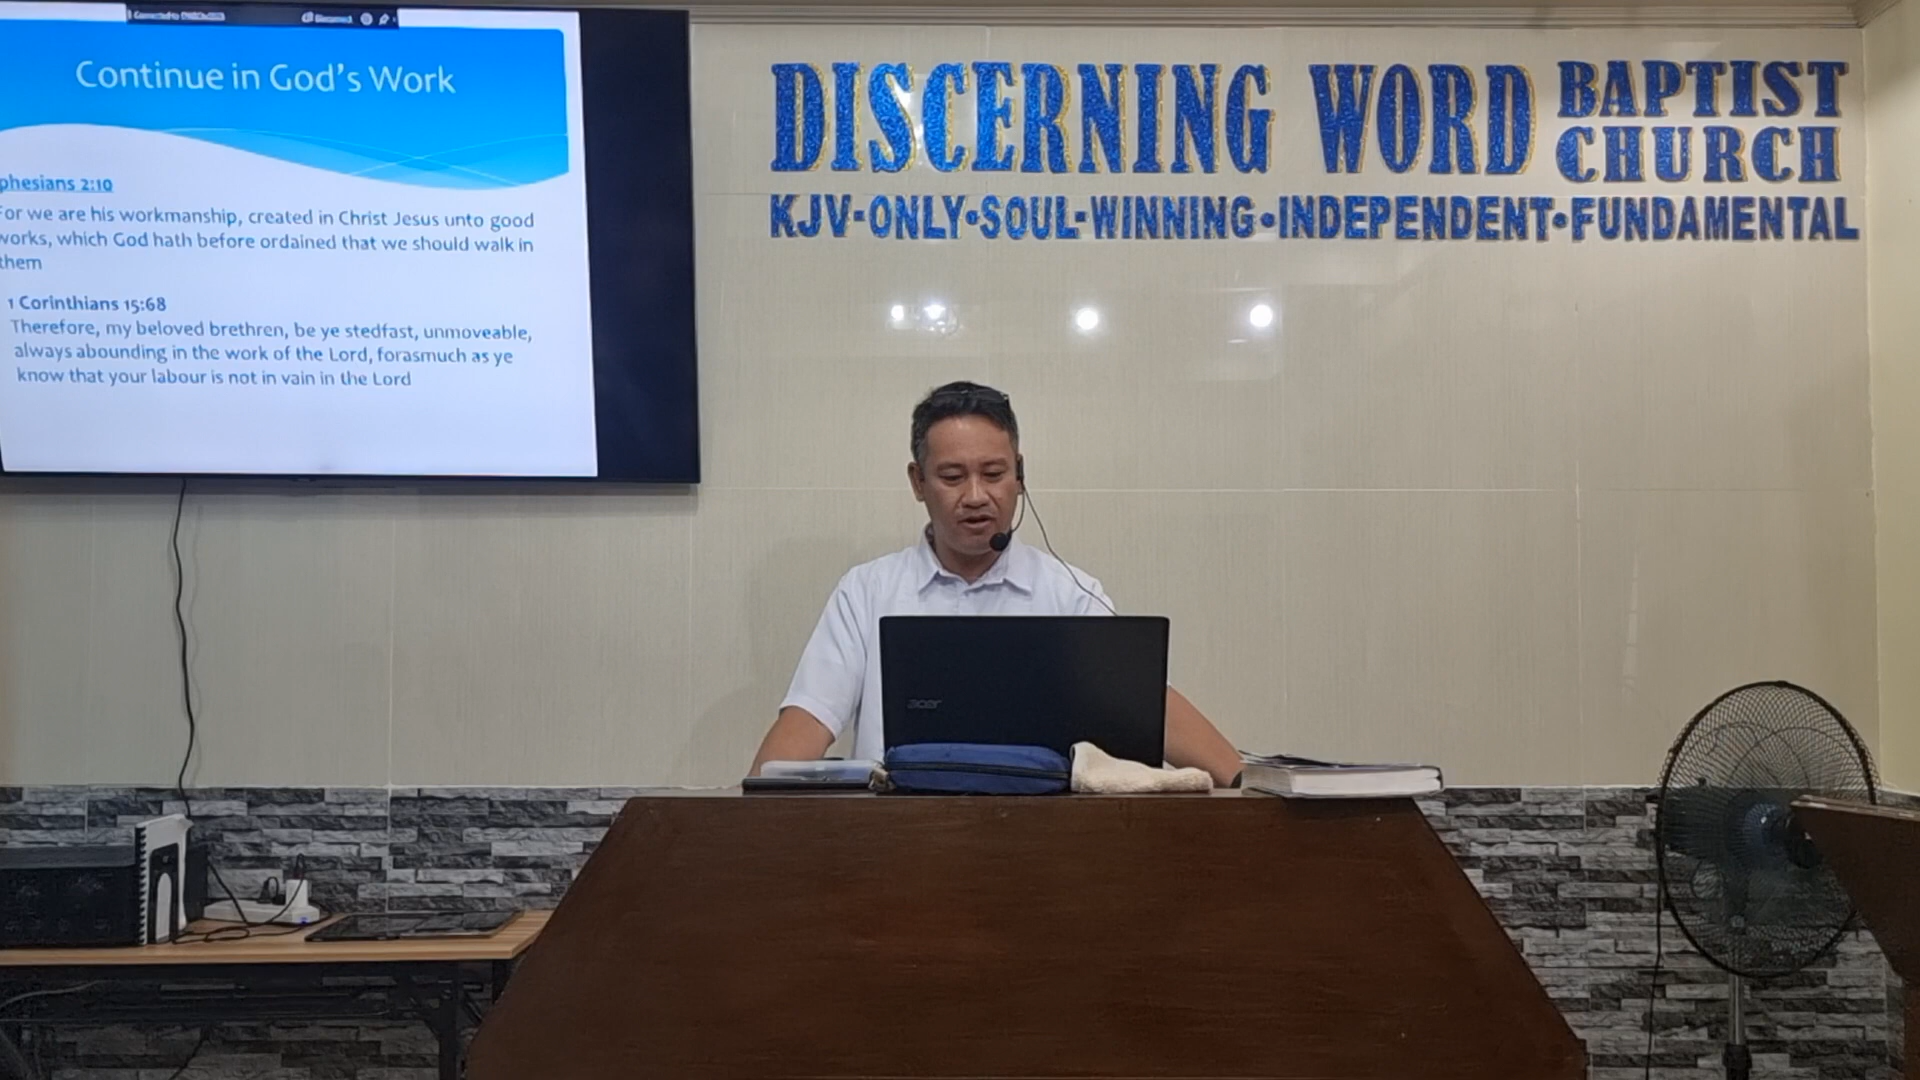 Continue in God's Work
phesians 2:10
For we are his workmanship, created in Christ Jesus unto good
works, which God hath before ordained that we should walk in
them
1 Corinthians 15:68
Therefore, my beloved brethren, be ye stedfast, unmoveable,
always abounding in the work of the Lord, forasmuch as ye
know that your labour is not in vain in the Lord
DISCERNING WORD BAPTIST
CHURCH
KJV-ONLY•SOUL-WINNING•INDEPENDENT•FUNDAMENTAL
acer